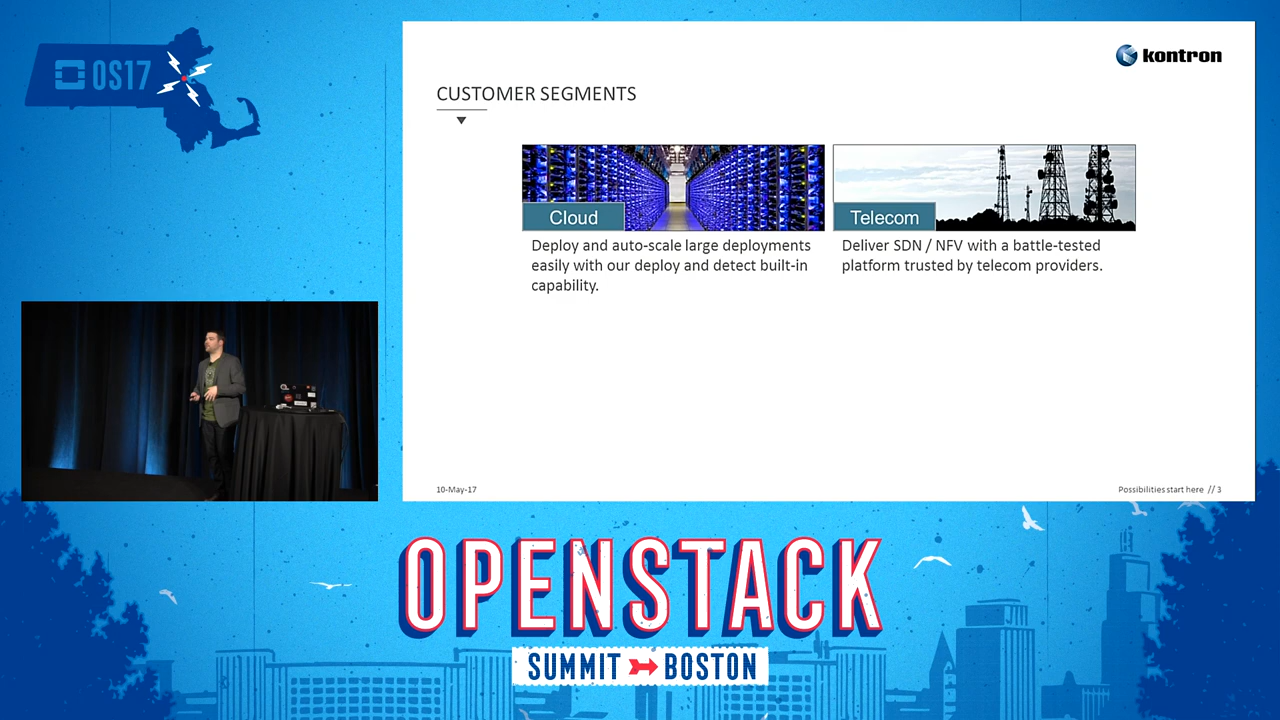 OS17
kontron
CUSTOMER SEGMENTS
Cloud
Deploy and auto-scale large deployments
easily with our deploy and detect built-in
capability.
Telecom
Deliver SDN / NFV with a battle-tested
platform trusted by telecom providers.
10-May-17
Possibilities start here // 3
OPENSTACK
SUMMIT BOSTON